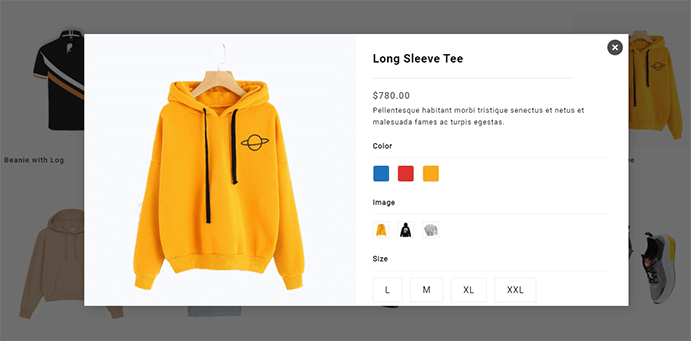 Long Sleeve Tee
$780.00
Pellentesque habitant morbi tristique senectus et netus et
malesuada fames ac turpis egestas.
Color
Image
Size
L M XL XXL
Beanie with Log